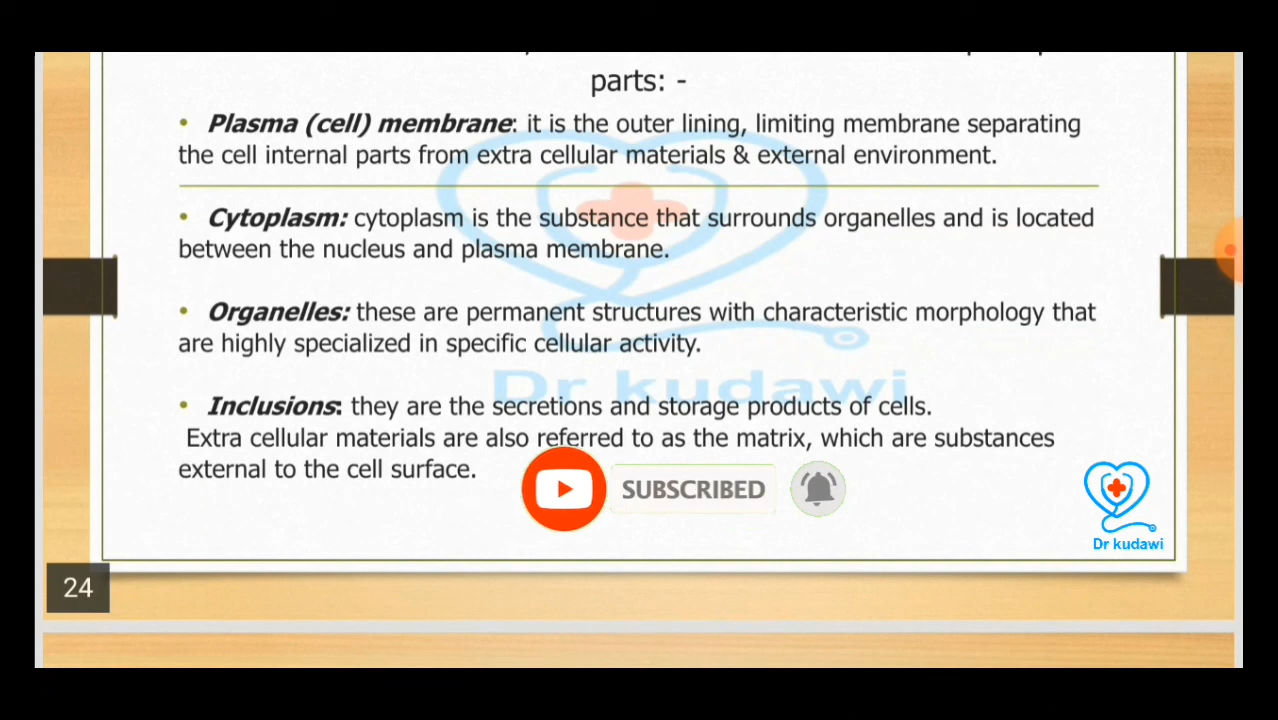 parts: -
• Plasma (cell) membrane: it is the outer lining, limiting membrane separating
the cell internal parts from extra cellular materials & external environment.
• Cytoplasm: cytoplasm is the substance that surrounds organelles and is located
between the nucleus and plasma membrane.
• Organelles: these are permanent structures with characteristic morphology that
are highly specialized in specific cellular activity.
Dr kudawi
• Inclusions: they are the secretions and storage products of cells.
Extra cellular materials are also referred to as the matrix, which are substances
external to the cell surface.
SUBSCRIBED
Dr kudawi
24